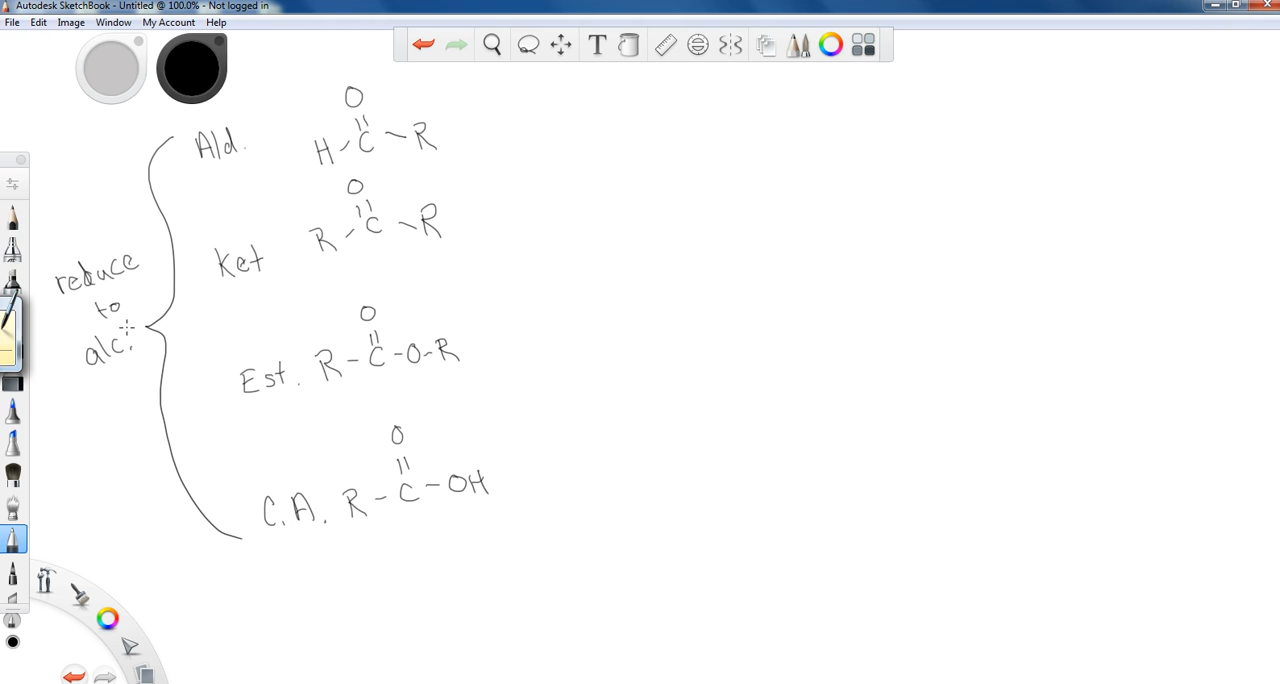 Autodesk SketchBook - Untitled @ 100.0% - Not logged in
File Edit Image Window My Account Help
T
O
Ald. H C R
O
R C R
Ket
reduce
to
alc.
O
Est. R - C - O - R
O
C.A. R - C - OH